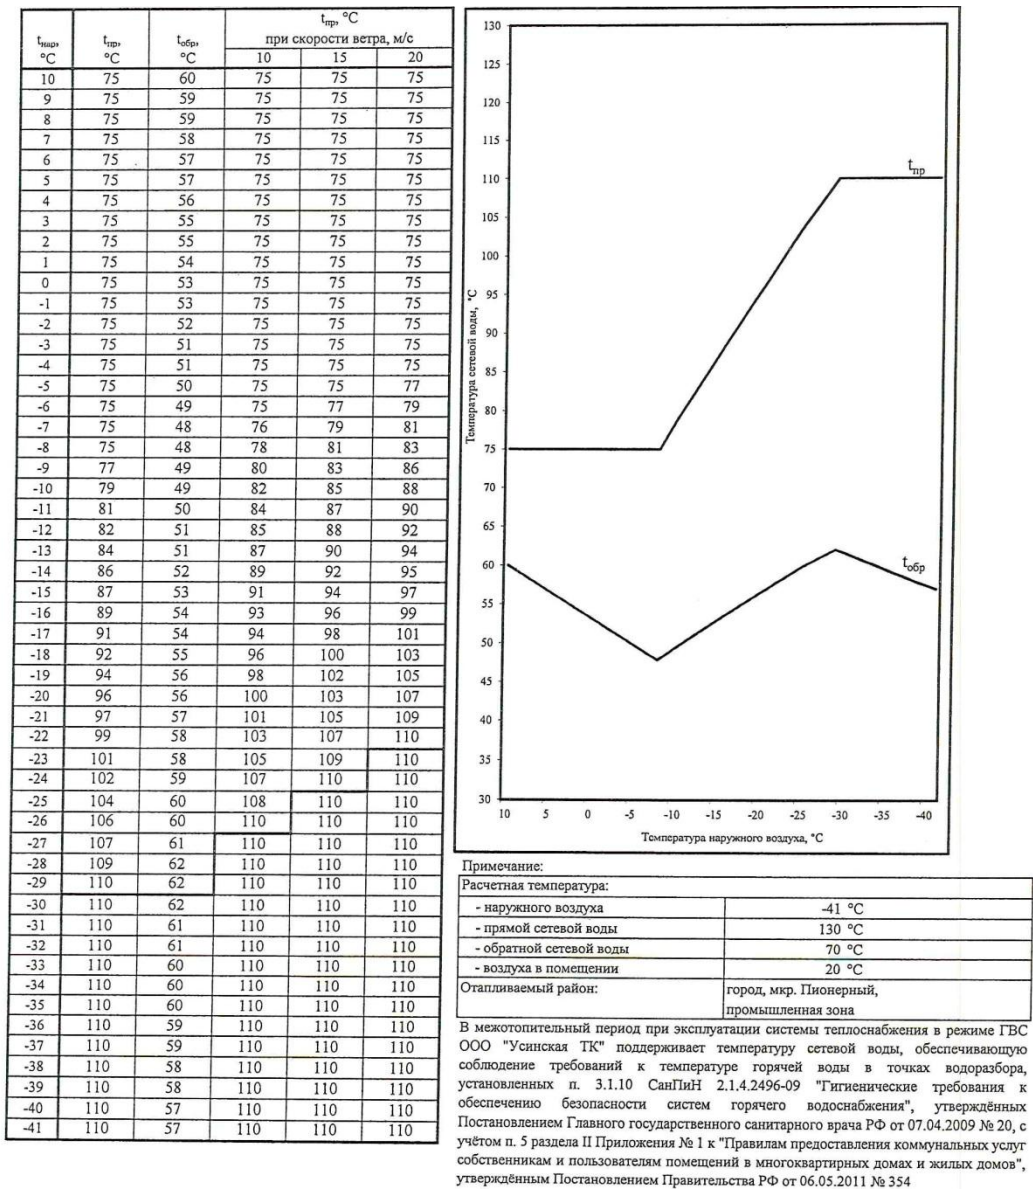 tпр, °C
tнар, tпр, tобр, при скорости ветра, м/с
°C °C °C 10 15 20
10 75 60 75 75 75
9 75 59 75 75 75
8 75 59 75 75 75
7 75 58 75 75 75
6 75 57 75 75 75
5 75 57 75 75 75
4 75 56 75 75 75
3 75 55 75 75 75
2 75 55 75 75 75
1 75 54 75 75 75
0 75 53 75 75 75
-1 75 53 75 75 75
-2 75 52 75 75 75
-3 75 51 75 75 75
-4 75 51 75 75 75
-5 75 50 75 75 77
-6 75 49 75 77 79
-7 75 48 76 79 81
-8 75 48 78 81 83
-9 77 49 80 83 86
-10 79 49 82 85 88
-11 81 50 84 87 90
-12 82 51 85 88 92
-13 84 51 87 90 94
-14 86 52 89 92 95
-15 87 53 91 94 97
-16 89 54 93 96 99
-17 91 54 94 98 101
-18 92 55 96 100 103
-19 94 56 98 102 105
-20 96 56 100 103 107
-21 97 57 101 105 109
-22 99 58 103 107 110
-23 101 58 105 109 110
-24 102 59 107 110 110
-25 104 60 108 110 110
-26 106 60 110 110 110
-27 107 61 110 110 110
-28 109 62 110 110 110
-29 110 62 110 110 110
-30 110 62 110 110 110
-31 110 61 110 110 110
-32 110 61 110 110 110
-33 110 60 110 110 110
-34 110 60 110 110 110
-35 110 60 110 110 110
-36 110 59 110 110 110
-37 110 59 110 110 110
-38 110 58 110 110 110
-39 110 58 110 110 110
-40 110 57 110 110 110
-41 110 57 110 110 110
Температура сетевой воды, °C
130
125
120
115
110
105
100
95
90
85
80
75
70
65
60
55
50
45
40
35
30
tпр
tобр
10 5 0 -5 -10 -15 -20 -25 -30 -35 -40
Температура наружного воздуха, °C
Примечание:
Расчетная температура:
- наружного воздуха -41 °C
- прямой сетевой воды 130 °C
- обратной сетевой воды 70 °C
- воздуха в помещении 20 °C
Отапливаемый район: город, мкр. Пионерный,
промышленная зона
В межотопительный период при эксплуатации системы теплоснабжения в режиме ГВС
ООО "Усинская ТК" поддерживает температуру сетевой воды, обеспечивающую
соблюдение требований к температуре горячей воды в точках водоразбора,
установленных п. 3.1.10 СанПиН 2.1.4.2496-09 "Гигиенические требования к
обеспечению безопасности систем горячего водоснабжения", утверждённых
Постановлением Главного государственного санитарного врача РФ от 07.04.2009 № 20, с
учётом п. 5 раздела II Приложения № 1 к "Правилам предоставления коммунальных услуг
собственникам и пользователям помещений в многоквартирных домах и жилых домов",
утверждённым Постановлением Правительства РФ от 06.05.2011 № 354